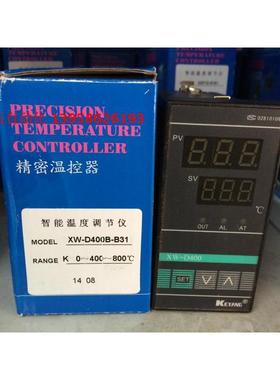 PRECISION
TEMPERATURE
CONTROLLER
精密温控器
智能温度调节仪
MODEL XW-D400B-B31
RANGE K 0~400~800℃
14 08
PV
SV
OUT AL AT
XW-D400
SET
KEYANG